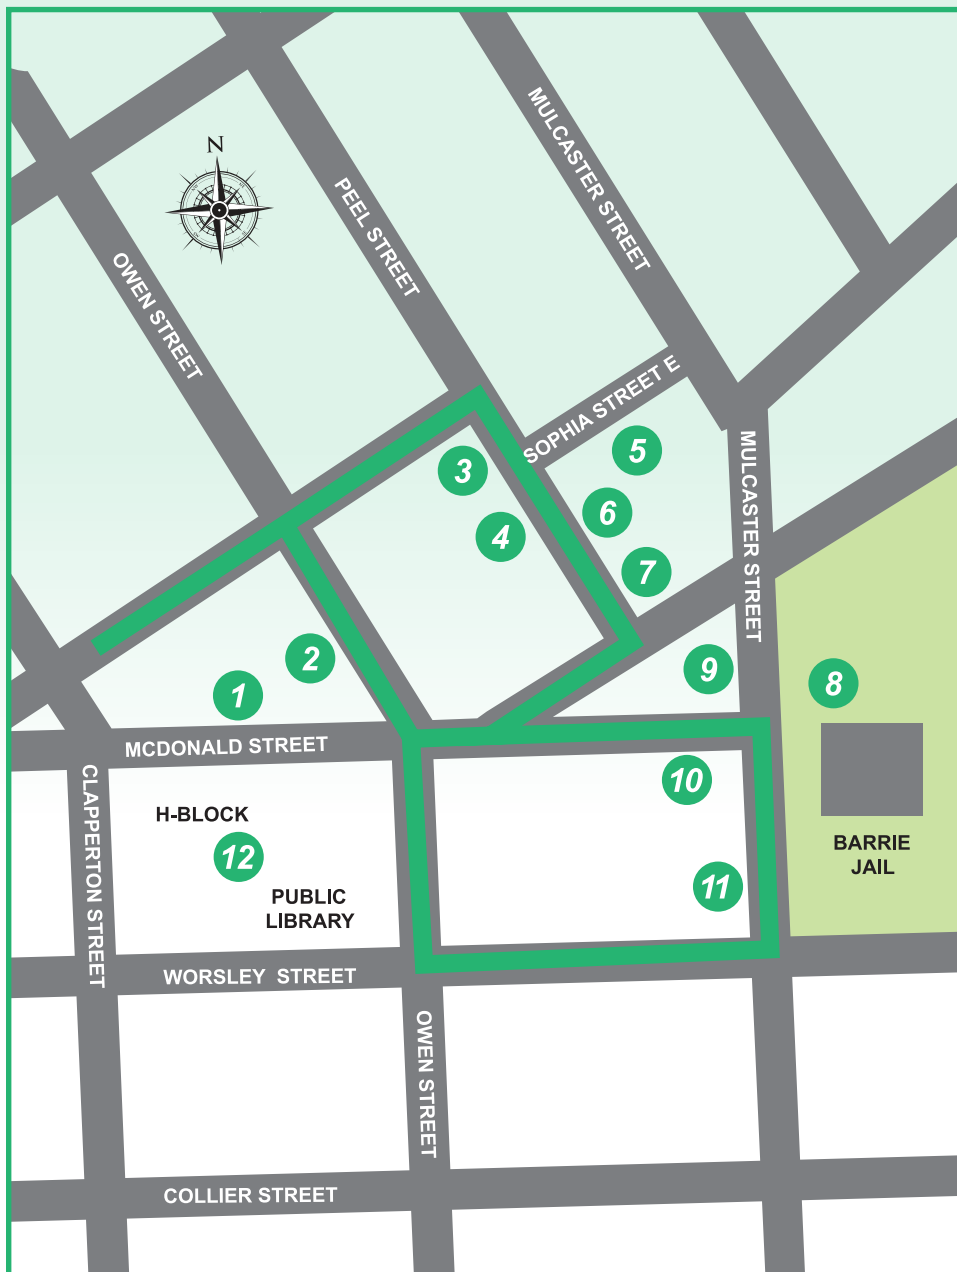 N
MULCASTER STREET
PEEL STREET
OWEN STREET
SOPHIA STREET E
MULCASTER STREET
3
5
4
6
7
2
1
9
8
MCDONALD STREET
CLAPPERTON STREET
H-BLOCK
12
PUBLIC
LIBRARY
10
11
BARRIE
JAIL
WORSLEY STREET
OWEN STREET
COLLIER STREET